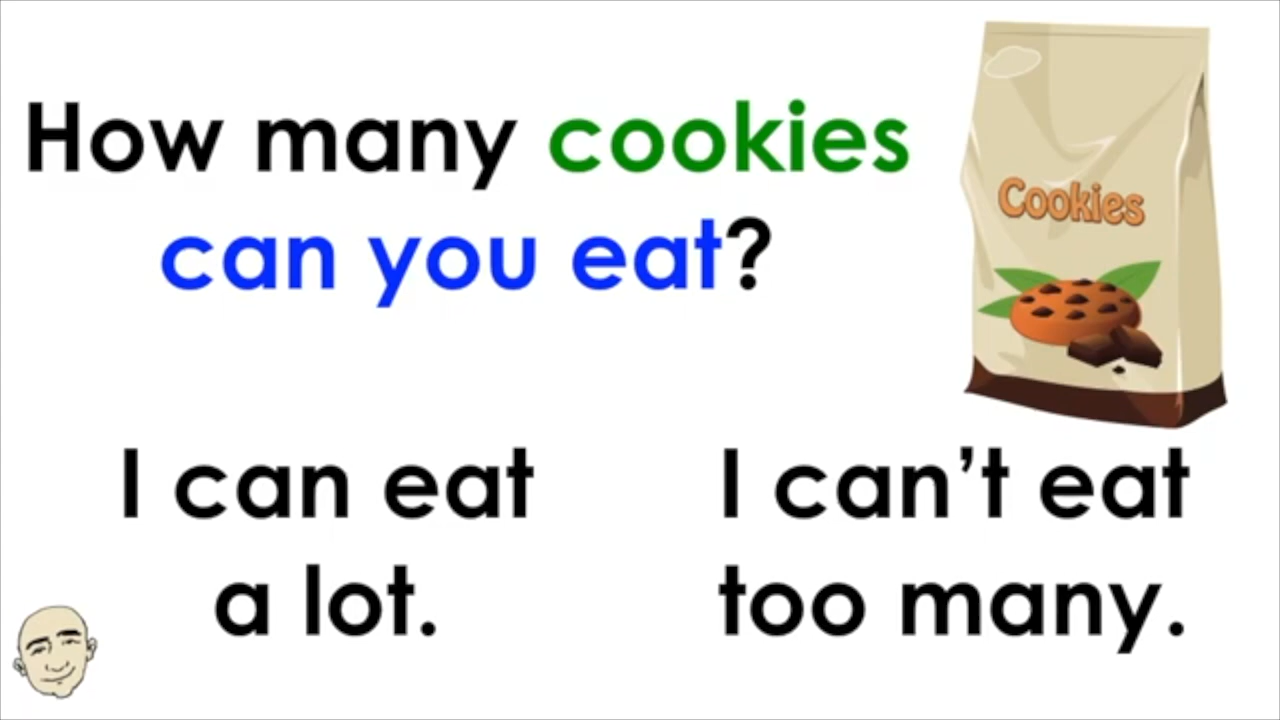 How many cookies
can you eat?
Cookies
I can eat
a lot.
I can't eat
too many.